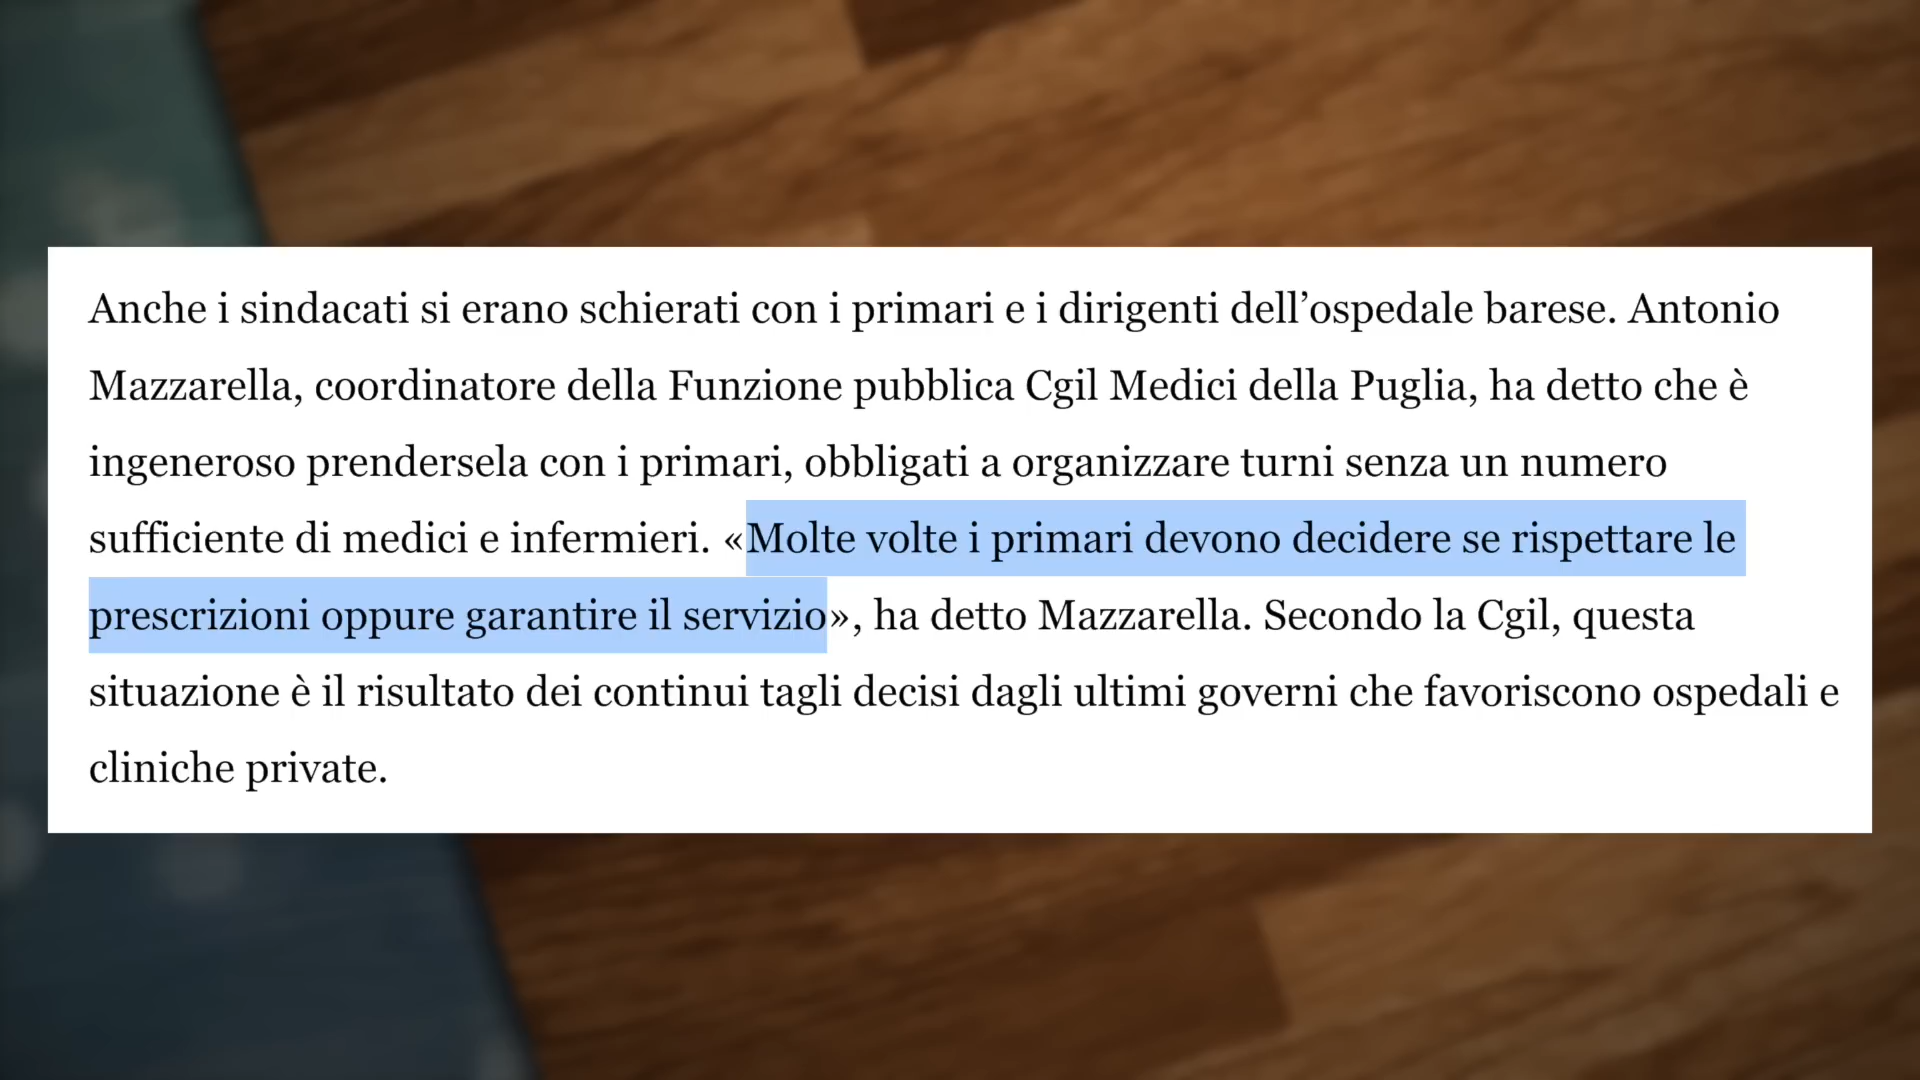 Anche i sindacati si erano schierati con i primari e i dirigenti dell’ospedale barese. Antonio
Mazzarella, coordinatore della Funzione pubblica Cgil Medici della Puglia, ha detto che è
ingeneroso prendersela con i primari, obbligati a organizzare turni senza un numero
sufficiente di medici e infermieri. «Molte volte i primari devono decidere se rispettare le
prescrizioni oppure garantire il servizio», ha detto Mazzarella. Secondo la Cgil, questa
situazione è il risultato dei continui tagli decisi dagli ultimi governi che favoriscono ospedali e
cliniche private.